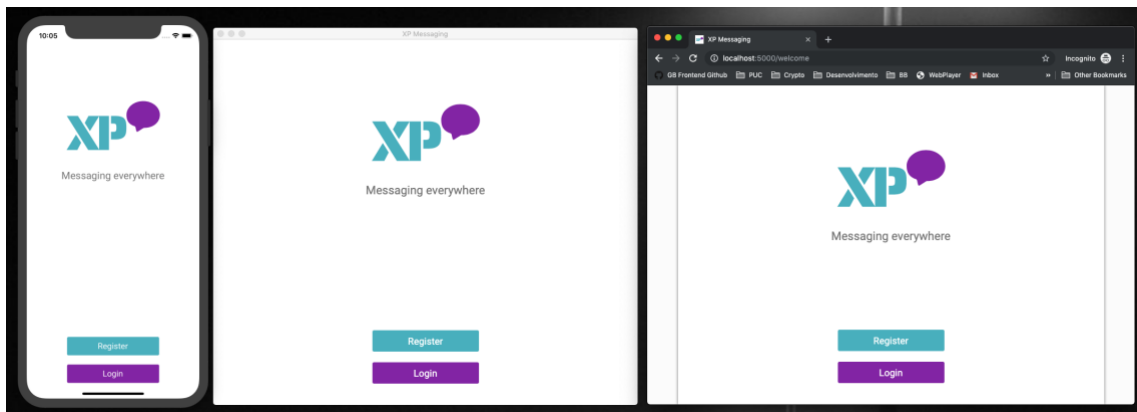 10:05
XP
Messaging everywhere
Register
Login
XP Messaging
XP
Messaging everywhere
Register
Login
XP Messaging
localhost:5000/welcome
Incognito
GB Frontend Github PUC Crypto Desenvolvimento BB WebPlayer Inbox » Other Bookmarks
XP
Messaging everywhere
Register
Login